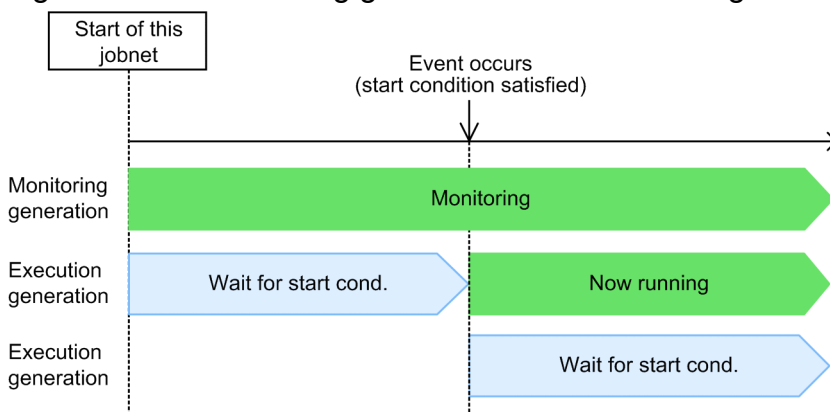 Start of this
jobnet
Event occurs
(start condition satisfied)
Monitoring
generation
Monitoring
Execution
generation
Wait for start cond.
Now running
Execution
generation
Wait for start cond.